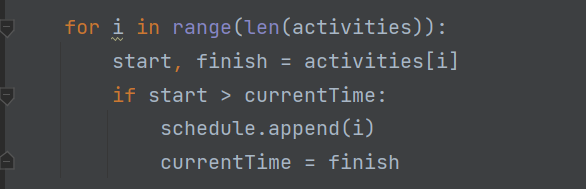 for i in range(len(activities)):
    start, finish = activities[i]
    if start > currentTime:
        schedule.append(i)
        currentTime = finish